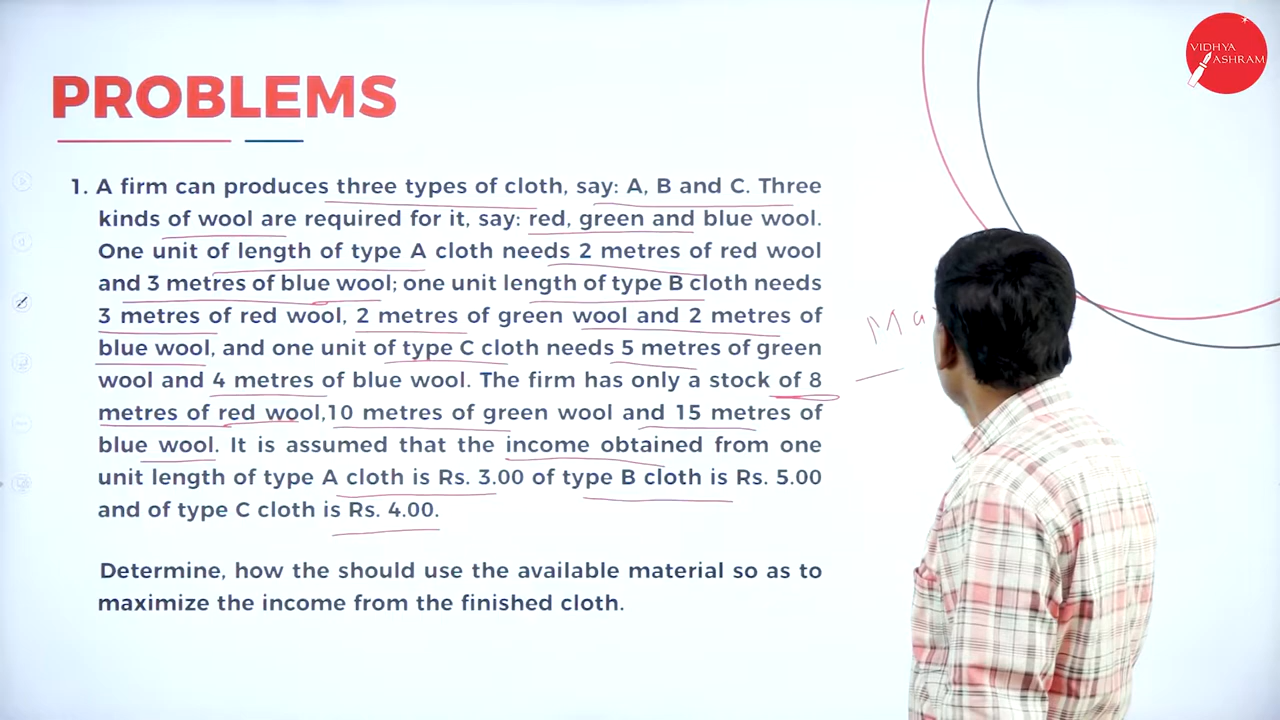 VIDHYA
ASHRAM
PROBLEMS
1. A firm can produces three types of cloth, say: A, B and C. Three
kinds of wool are required for it, say: red, green and blue wool.
One unit of length of type A cloth needs 2 metres of red wool
and 3 metres of blue wool; one unit length of type B cloth needs
3 metres of red wool, 2 metres of green wool and 2 metres of
blue wool, and one unit of type C cloth needs 5 metres of green
wool and 4 metres of blue wool. The firm has only a stock of 8
metres of red wool,10 metres of green wool and 15 metres of
blue wool. It is assumed that the income obtained from one
unit length of type A cloth is Rs. 3.00 of type B cloth is Rs. 5.00
and of type C cloth is Rs. 4.00.
Determine, how the should use the available material so as to
maximize the income from the finished cloth.